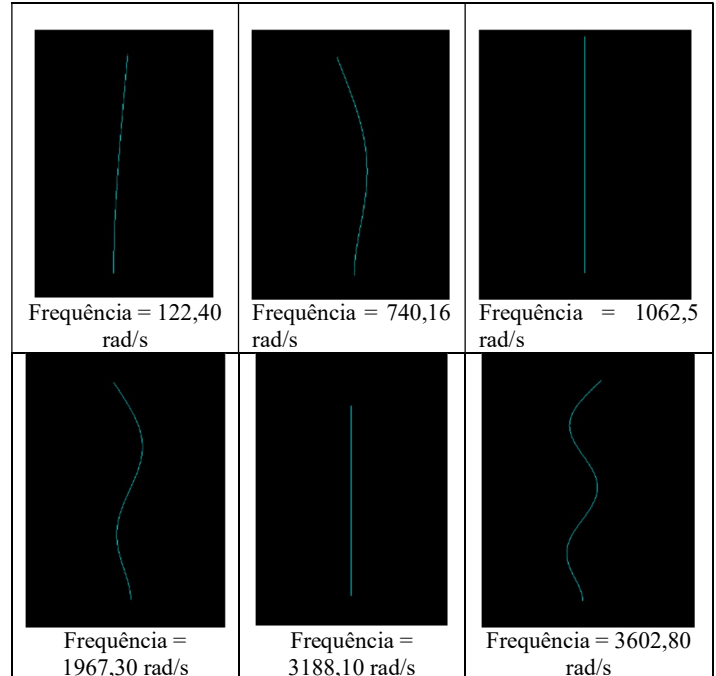 Frequência = 122,40
rad/s
Frequência = 740,16
rad/s
Frequência = 1062,5
rad/s
Frequência =
1967,30 rad/s
Frequência =
3188,10 rad/s
Frequência = 3602,80
rad/s